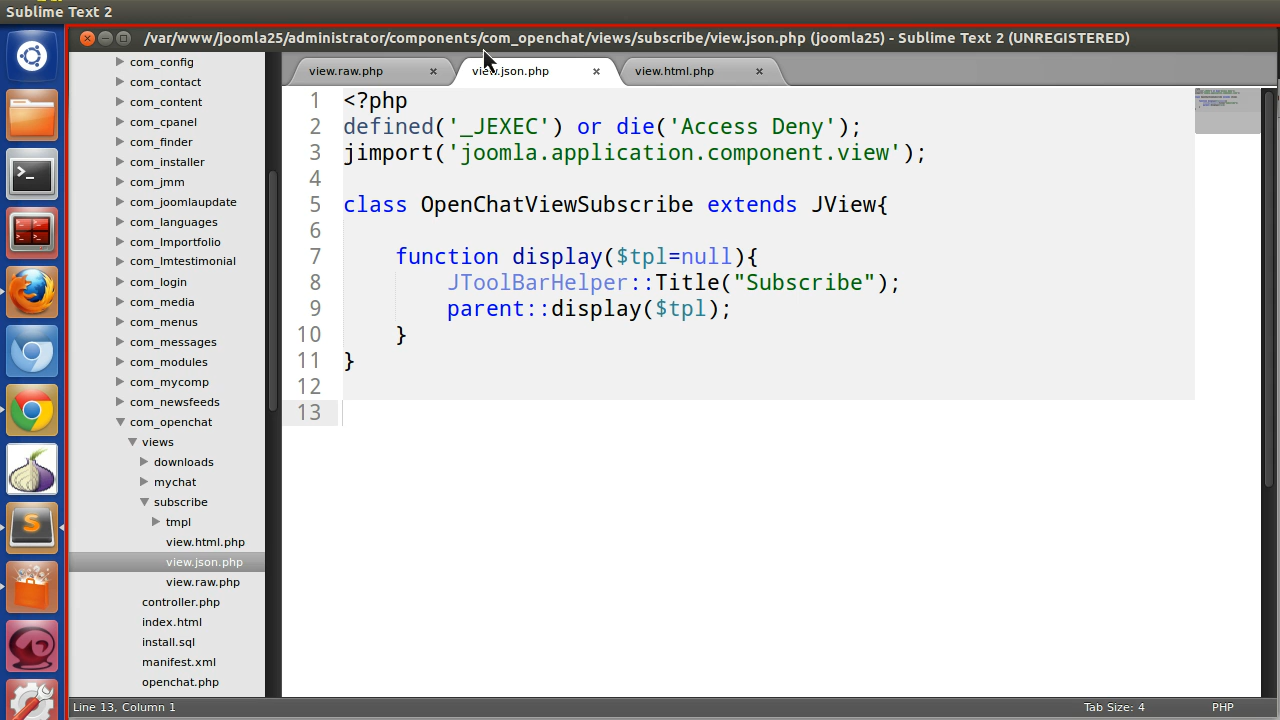 Sublime Text 2
/var/www/joomla25/administrator/components/com_openchat/views/subscribe/view.json.php (joomla25) - Sublime Text 2 (UNREGISTERED)
view.raw.php
view.json.php
view.html.php
com_config
com_contact
com_content
com_cpanel
com_finder
com_installer
com_jmm
com_joomlaupdate
com_languages
com_lmportfolio
com_lmtestimonial
com_login
com_media
com_menus
com_messages
com_modules
com_mycomp
com_newsfeeds
com_openchat
views
downloads
mychat
subscribe
tmpl
view.html.php
view.json.php
view.raw.php
controller.php
index.html
install.sql
manifest.xml
openchat.php
1 <?php
2 defined('_JEXEC') or die('Access Deny');
3 jimport('joomla.application.component.view');
4
5 class OpenChatViewSubscribe extends JView{
6
7     function display($tpl=null){
8         JToolBarHelper::Title("Subscribe");
9         parent::display($tpl);
10     }
11 }
12
13
Line 13, Column 1
Tab Size: 4
PHP